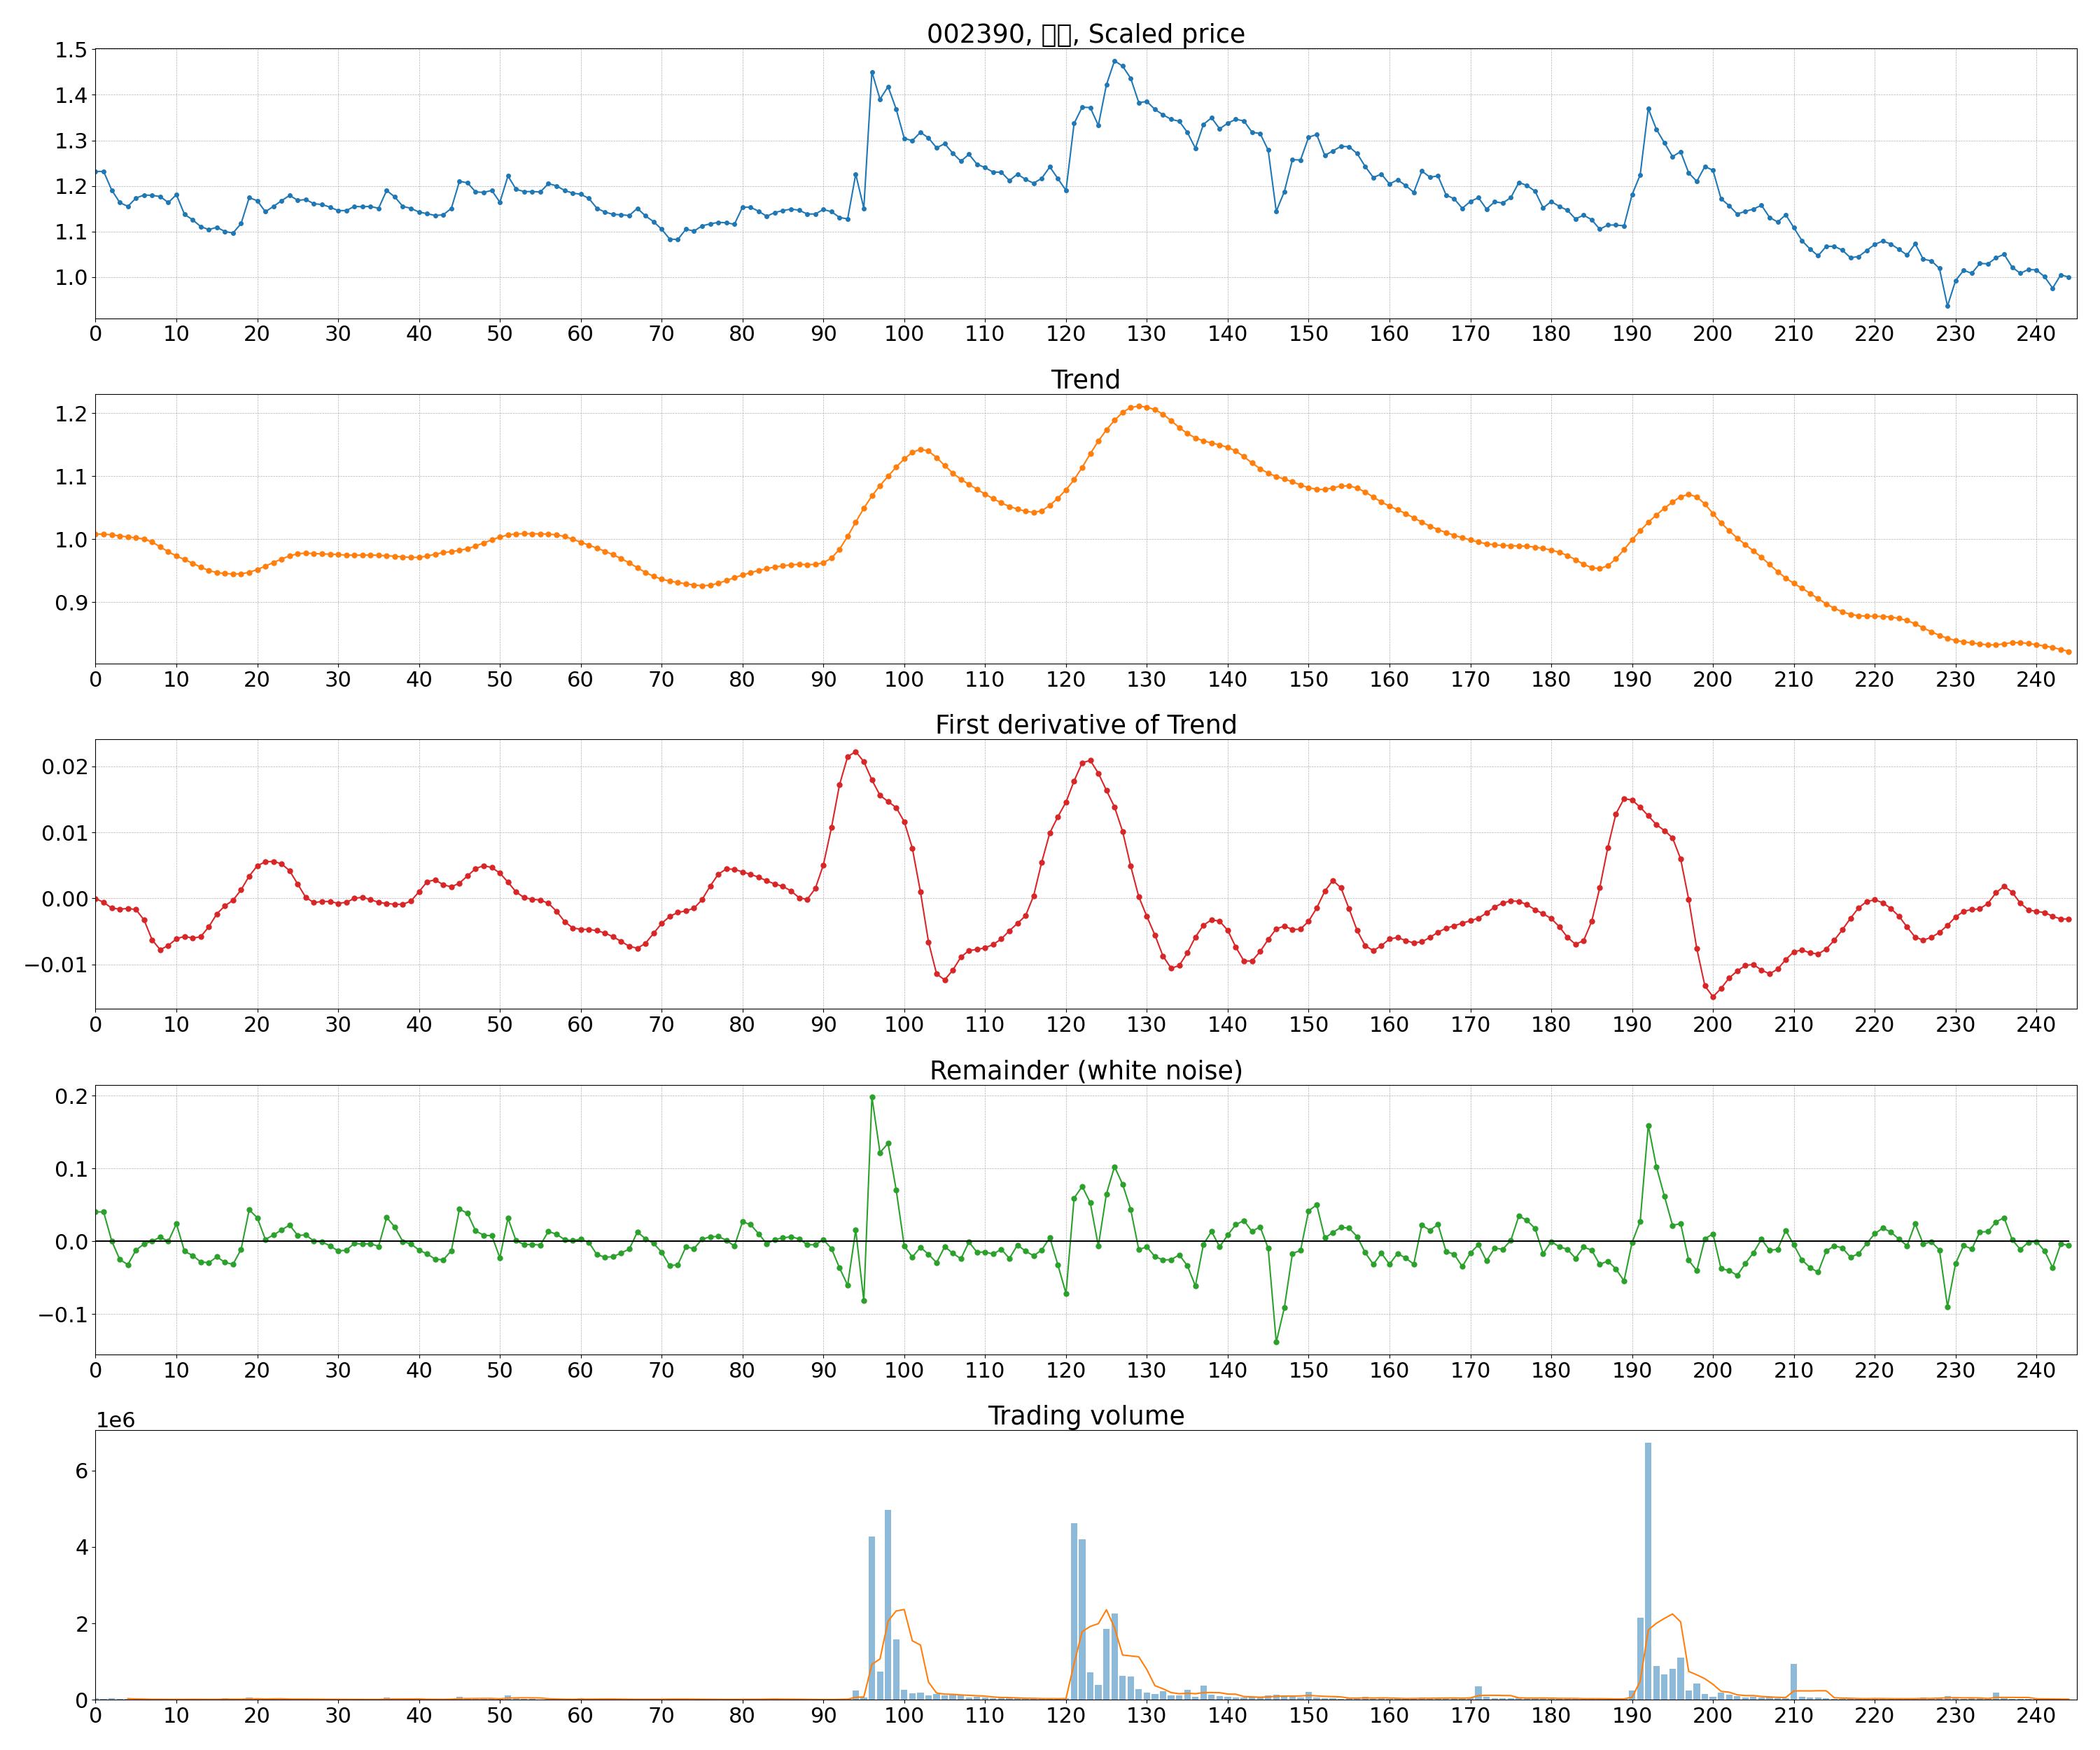 002390, , Scaled price
1.5
1.4
1.3
1.2
1.1
1.0
0 10 20 30 40 50 60 70 80 90 100 110 120 130 140 150 160 170 180 190 200 210 220 230 240
Trend
1.2
1.1
1.0
0.9
0 10 20 30 40 50 60 70 80 90 100 110 120 130 140 150 160 170 180 190 200 210 220 230 240
First derivative of Trend
0.02
0.01
0.00
−0.01
0 10 20 30 40 50 60 70 80 90 100 110 120 130 140 150 160 170 180 190 200 210 220 230 240
Remainder (white noise)
0.2
0.1
0.0
−0.1
0 10 20 30 40 50 60 70 80 90 100 110 120 130 140 150 160 170 180 190 200 210 220 230 240
Trading volume
1e6
6
4
2
0
0 10 20 30 40 50 60 70 80 90 100 110 120 130 140 150 160 170 180 190 200 210 220 230 240